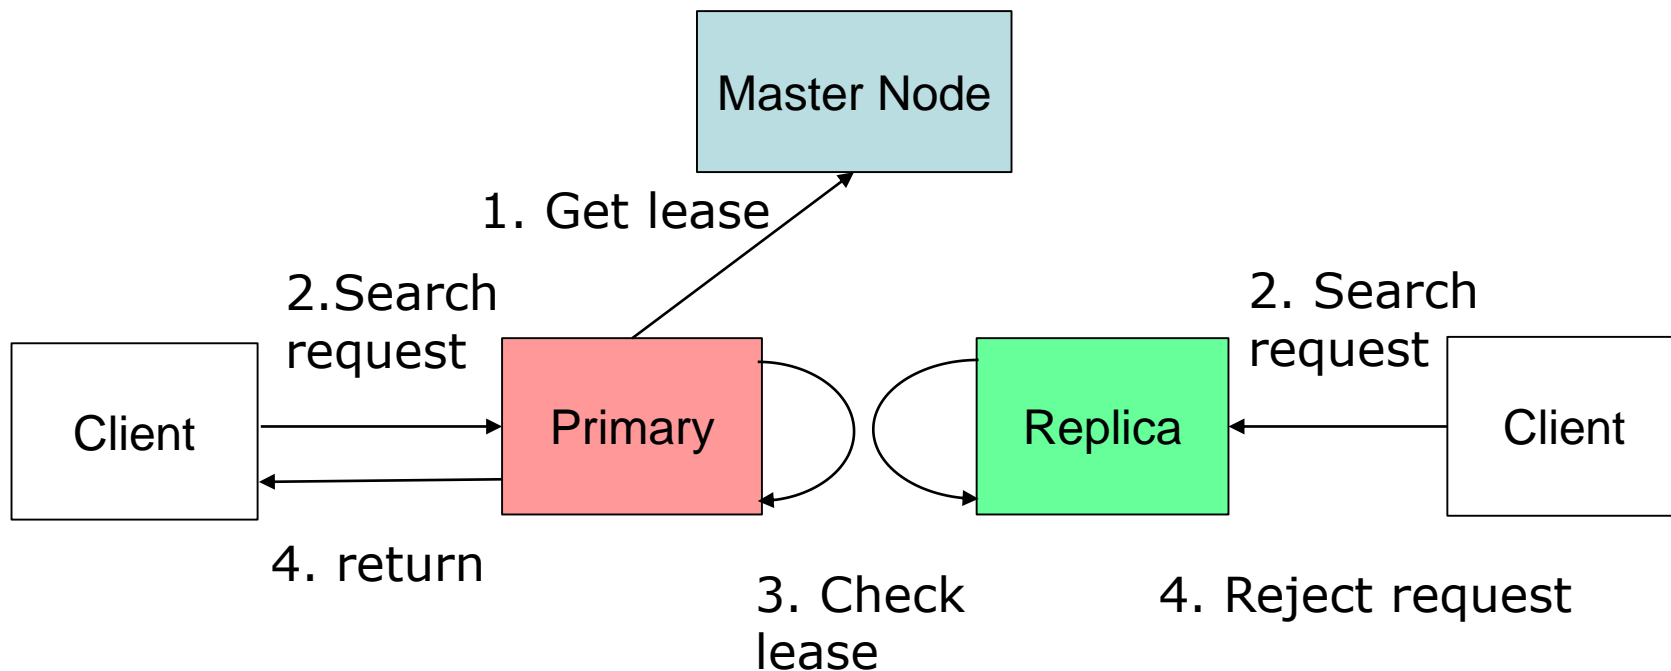 Master Node
1. Get lease
2.Search
request
2. Search
request
Client
Primary
Replica
Client
4. return
3. Check
lease
4. Reject request